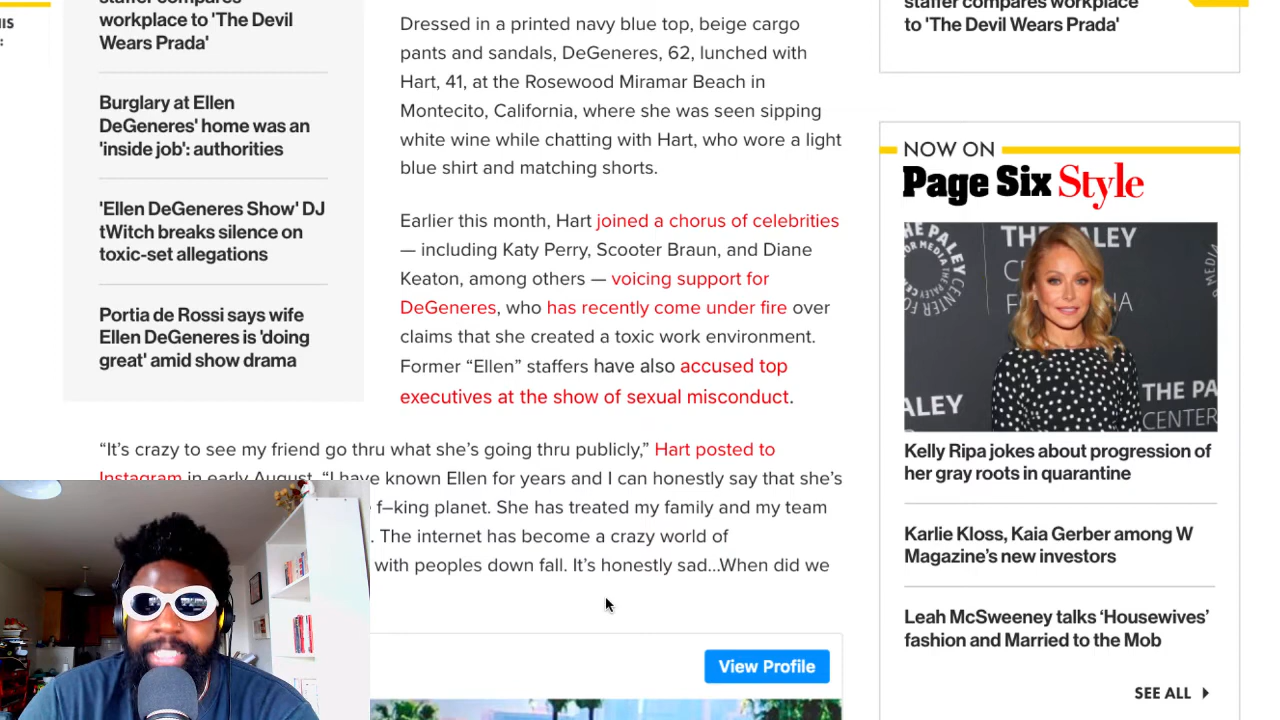 HIS
:
staffer compares workplace to
workplace to 'The Devil
Wears Prada'
Burglary at Ellen
DeGeneres' home was an
'inside job': authorities
'Ellen DeGeneres Show' DJ
tWitch breaks silence on
toxic-set allegations
Portia de Rossi says wife
Ellen DeGeneres is 'doing
great' amid show drama
Dressed in a printed navy blue top, beige cargo
pants and sandals, DeGeneres, 62, lunched with
Hart, 41, at the Rosewood Miramar Beach in
Montecito, California, where she was seen sipping
white wine while chatting with Hart, who wore a light
blue shirt and matching shorts.
Earlier this month, Hart joined a chorus of celebrities
— including Katy Perry, Scooter Braun, and Diane
Keaton, among others — voicing support for
DeGeneres, who has recently come under fire over
claims that she created a toxic work environment.
Former “Ellen” staffers have also accused top
executives at the show of sexual misconduct.
“It’s crazy to see my friend go thru what she’s going thru publicly,” Hart posted to
Instagram in early August. “I have known Ellen for years and I can honestly say that she’s
f–king planet. She has treated my family and my team
. The internet has become a crazy world of
with peoples down fall. It’s honestly sad...When did we
View Profile
staffer compares workplace
to 'The Devil Wears Prada'
NOW ON
Page Six Style
THE PALEY
CE
THE PA
CENTER
ALEY
Kelly Ripa jokes about progression of
her gray roots in quarantine
Karlie Kloss, Kaia Gerber among W
Magazine’s new investors
Leah McSweeney talks ‘Housewives’
fashion and Married to the Mob
SEE ALL